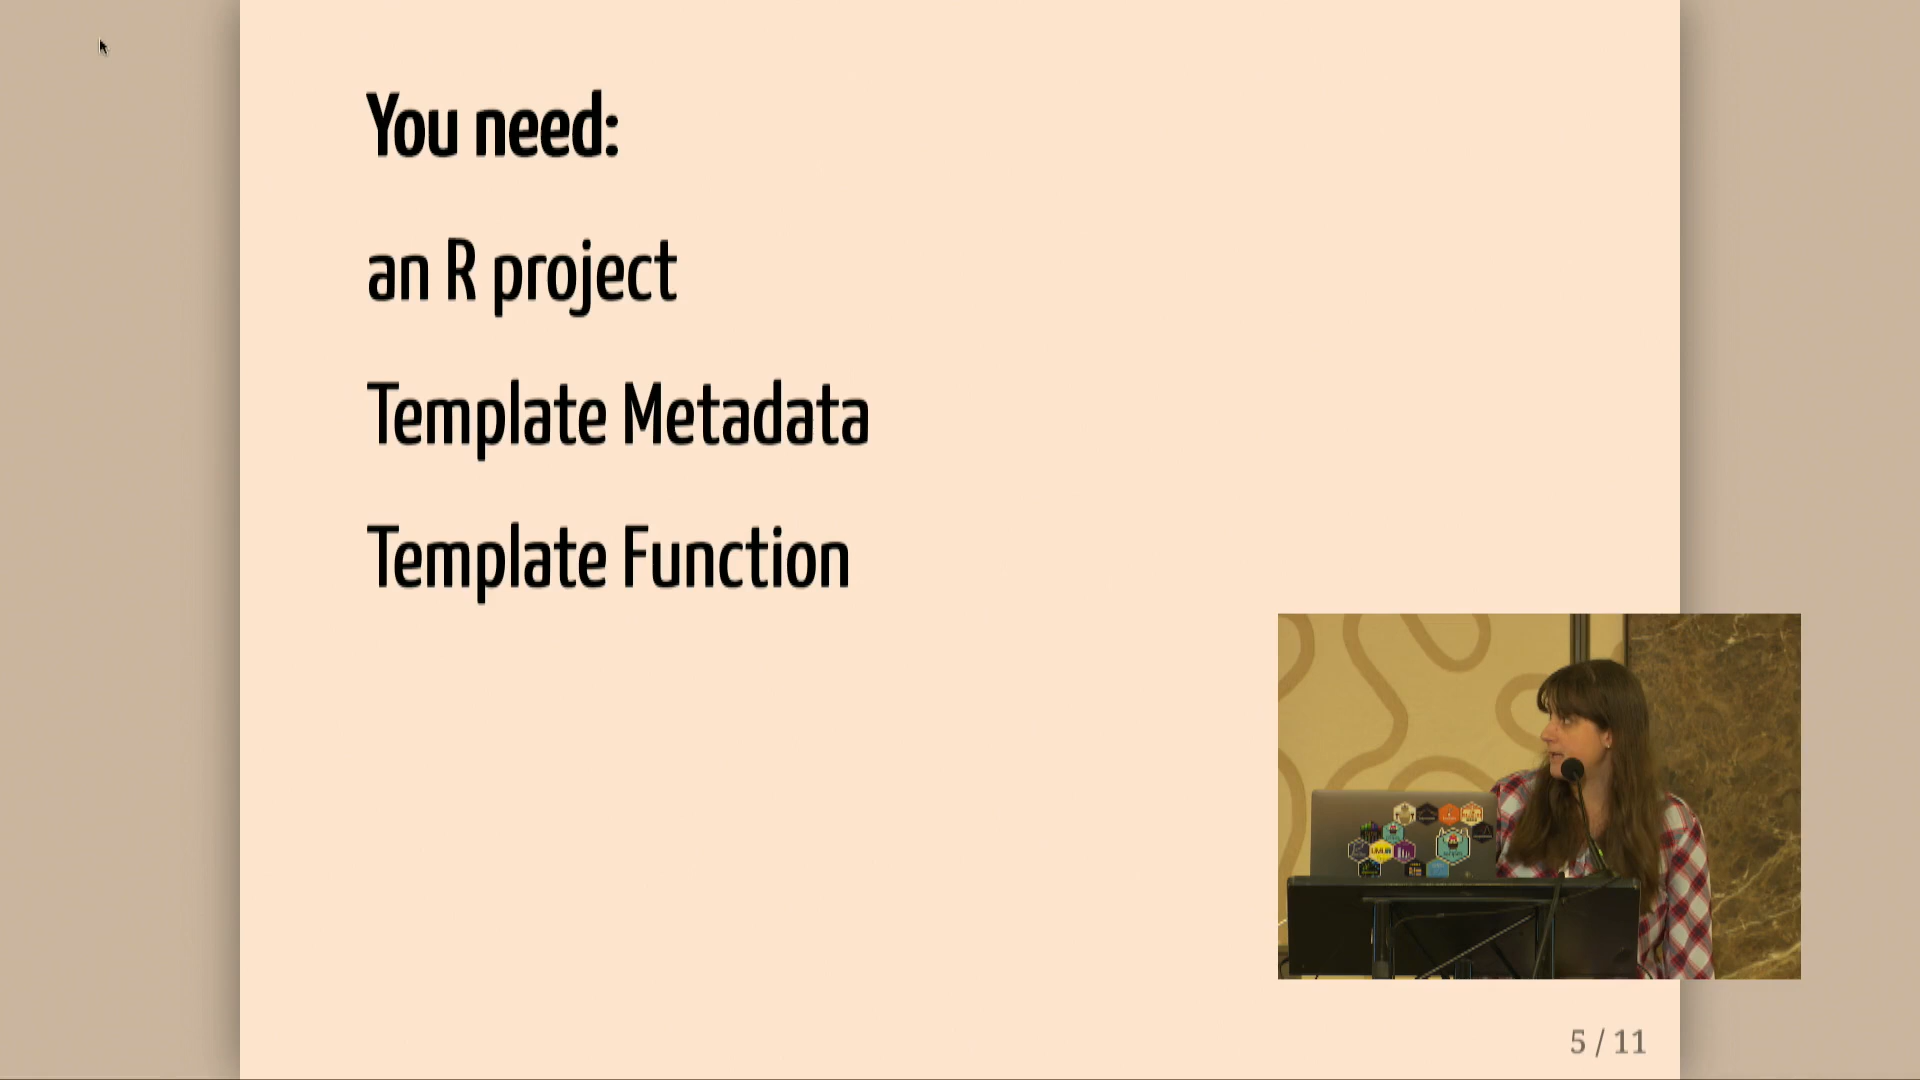 You need:
an R project
Template Metadata
Template Function
5 / 11